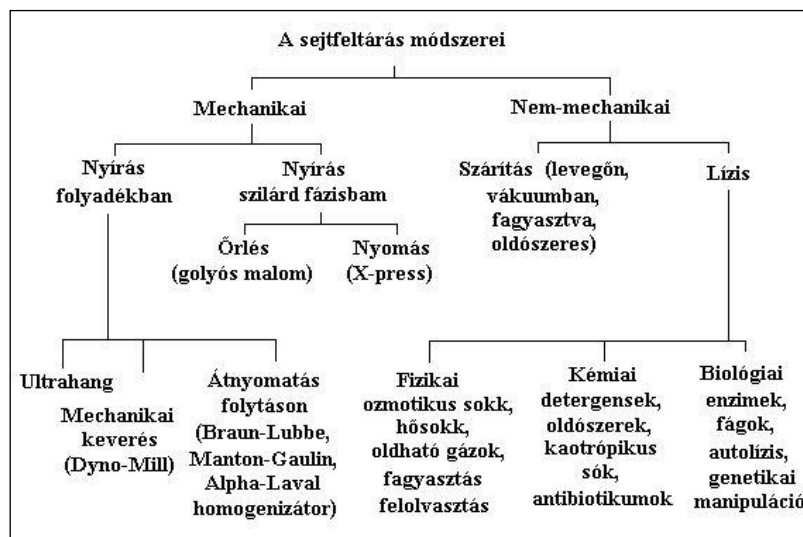 A sejtfeltárás módszerei
Mechanikai
Nem-mechanikai
Nyírás
folyadékban
Nyírás
szilárd fázisbam
Szárítás (levegőn,
vákuumban,
fagyasztva,
oldószeres)
Lízis
Őrlés
(golyós malom)
Nyomás
(X-press)
Ultrahang
Mechanikai
keverés
(Dyno-Mill)
Átnyomatás
folytáson
(Braun-Lubbe,
Manton-Gaulin,
Alpha-Laval
homogenizátor)
Fizikai
ozmotikus sokk,
hősokk,
oldható gázok,
fagyasztás
felolvasztás
Kémiai
detergensek,
oldószerek,
kaotrópikus
sók,
antibiotikumok
Biológiai
enzimek,
fágok,
autolízis,
genetikai
manipuláció